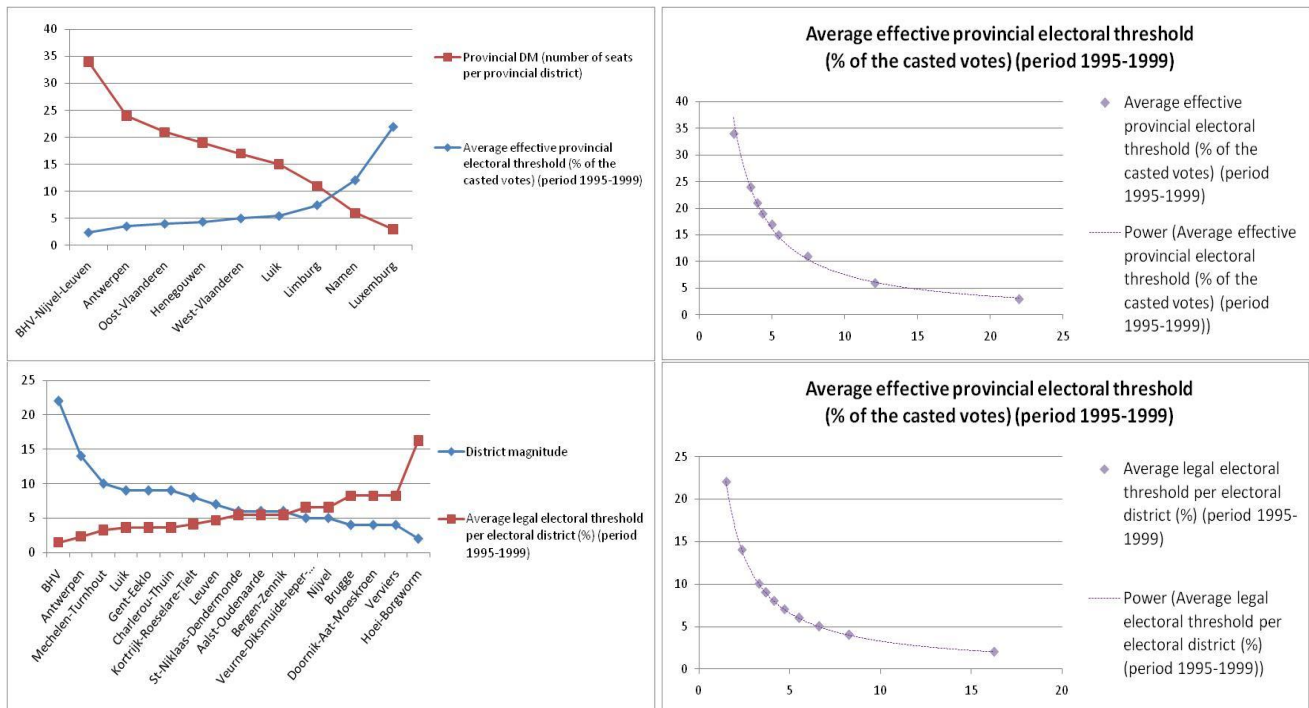 40
35
30
25
20
15
10
5
0
Provincial DM (number of seats
per provincial district)
Average effective provincial
electoral threshold (% of the
casted votes) (period 1995-1999)
BHV-Nijvel-Leuven
Antwerpen
Oost-Vlaanderen
Henegouwen
West-Vlaanderen
Luik
Limburg
Namen
Luxemburg
Average effective provincial electoral threshold
(% of the casted votes) (period 1995-1999)
40
35
30
25
20
15
10
5
0
0 5 10 15 20 25
Average effective
provincial electoral
threshold (% of the
casted votes) (period
1995-1999)
Power (Average effective
provincial electoral
threshold (% of the
casted votes) (period
1995-1999))
25
20
15
10
5
0
District magnitude
Average legal electoral threshold
per electoral district (%) (period
1995-1999)
BHV
Antwerpen
Mechelen-Turnhout
Luik
Gent-Eeklo
Charlerou-Thuin
Kortrijk-Roeselare-Tielt
Leuven
St-Niklaas-Dendermonde
Aalst-Oudenaarde
Bergen-Zennik
Veurne-Diksmuide-Ieper-...
Nijvel
Brugge
Doornik-Aat-Moeskroen
Verviers
Hoei-Borgworm
Average effective provincial electoral threshold
(% of the casted votes) (period 1995-1999)
25
20
15
10
5
0
0 5 10 15 20
Average legal electoral
threshold per electoral
district (%) (period 1995-
1999)
Power (Average legal
electoral threshold per
electoral district (%)
(period 1995-1999))